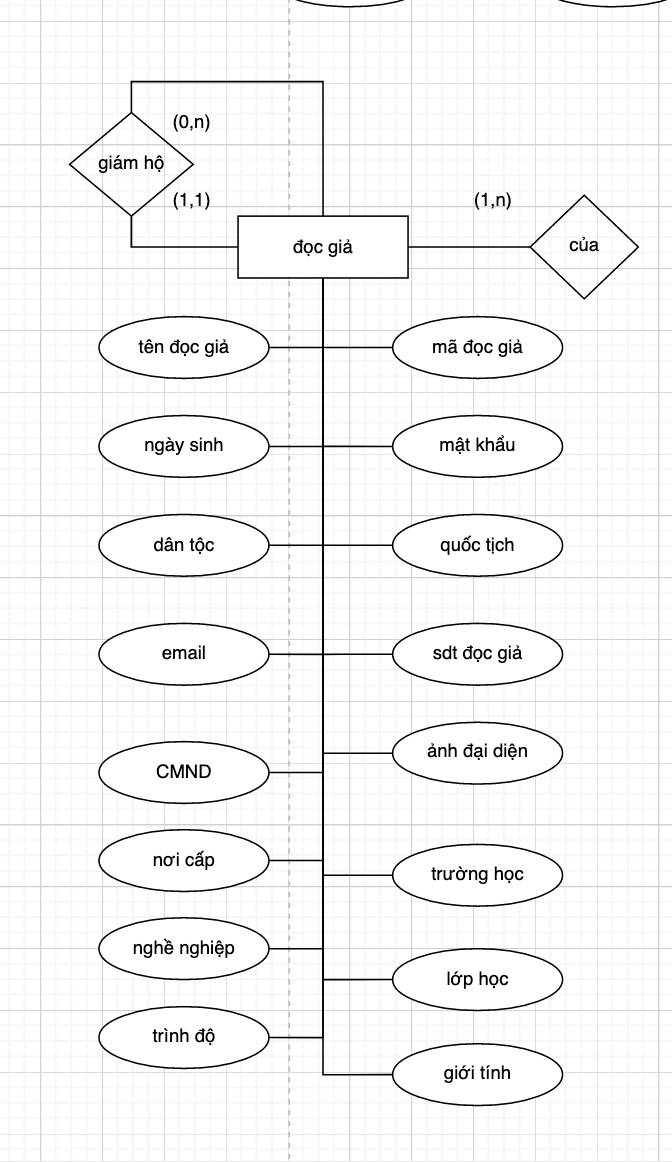 (0,n)
giám hộ
(1,1)
(1,n)
đọc giả
của
tên đọc giả
mã đọc giả
ngày sinh
mật khẩu
dân tộc
quốc tịch
email
sdt đọc giả
ảnh đại diện
CMND
nơi cấp
trường học
nghề nghiệp
lớp học
trình độ
giới tính